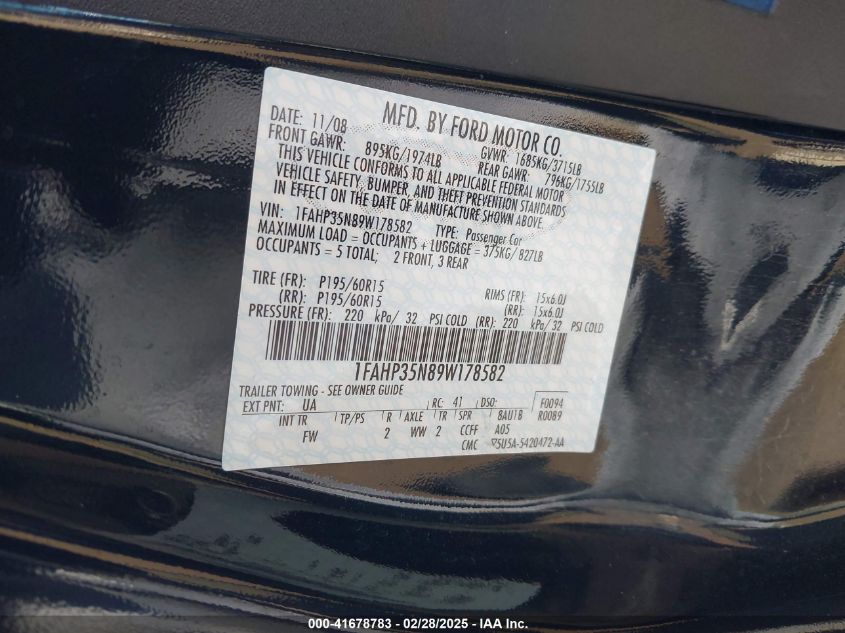 MFD. BY FORD MOTOR CO.
DATE: 11/08 GVWR: 1685KG/3715LB
FRONT GAWR: 895KG/1974LB REAR GAWR: 796KG/1755LB
THIS VEHICLE CONFORMS TO ALL APPLICABLE FEDERAL MOTOR
VEHICLE SAFETY, BUMPER, AND THEFT PREVENTION STANDARDS
IN EFFECT ON THE DATE OF MANUFACTURE SHOWN ABOVE.
VIN: 1FAHP35N89W178582 TYPE: Passenger Car
MAXIMUM LOAD = OCCUPANTS + LUGGAGE = 375KG/ 827LB
OCCUPANTS = 5 TOTAL; 2 FRONT, 3 REAR
TIRE (FR): P195/60R15 RIMS (FR): 15x6.0J
(RR): P195/60R15 (RR): 15x6.0J
PRESSURE (FR): 220 kPa/ 32 PSI COLD (RR): 220 kPa/ 32 PSI COLD
1FAHP35N89W178582
TRAILER TOWING - SEE OWNER GUIDE
EXT PNT: UA RC: 41 DSO: F0094
INT TR TP/PS R AXLE TR SPR 8AU1B R0089
FW 2 WW 2 CCFF A05
CMC 5U5A-5420472-AA
000-41678783 - 02/28/2025 - IAA Inc.